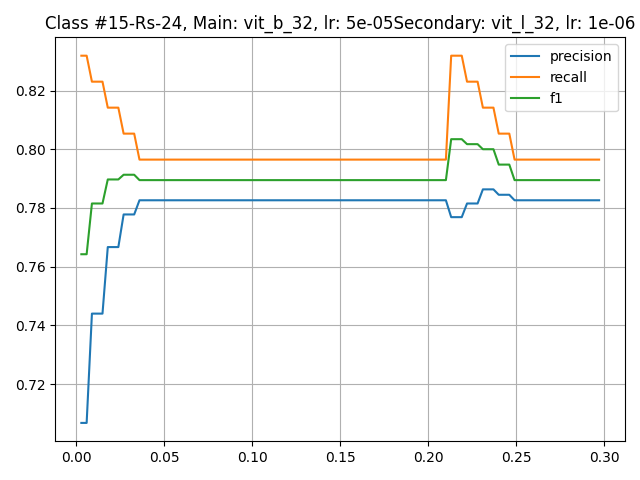 Class #15-Rs-24, Main: vit_b_32, lr: 5e-05Secondary: vit_l_32, lr: 1e-06
precision
recall
f1
0.82
0.80
0.78
0.76
0.74
0.72
0.00 0.05 0.10 0.15 0.20 0.25 0.30